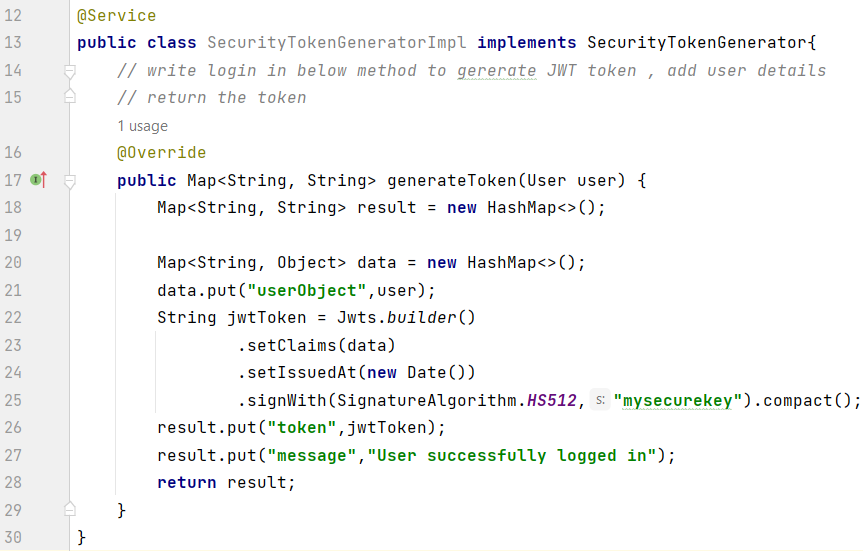 12 @Service
13 public class SecurityTokenGeneratorImpl implements SecurityTokenGenerator{
14 // write login in below method to gererate JWT token , add user details
15 // return the token
1 usage
16 @Override
17 public Map<String, String> generateToken(User user) {
18 Map<String, String> result = new HashMap<>();
19
20 Map<String, Object> data = new HashMap<>();
21 data.put("userObject",user);
22 String jwtToken = Jwts.builder()
23 .setClaims(data)
24 .setIssuedAt(new Date())
25 .signWith(SignatureAlgorithm.HS512, s: "mysecurekey").compact();
26 result.put("token",jwtToken);
27 result.put("message","User successfully logged in");
28 return result;
29 }
30 }